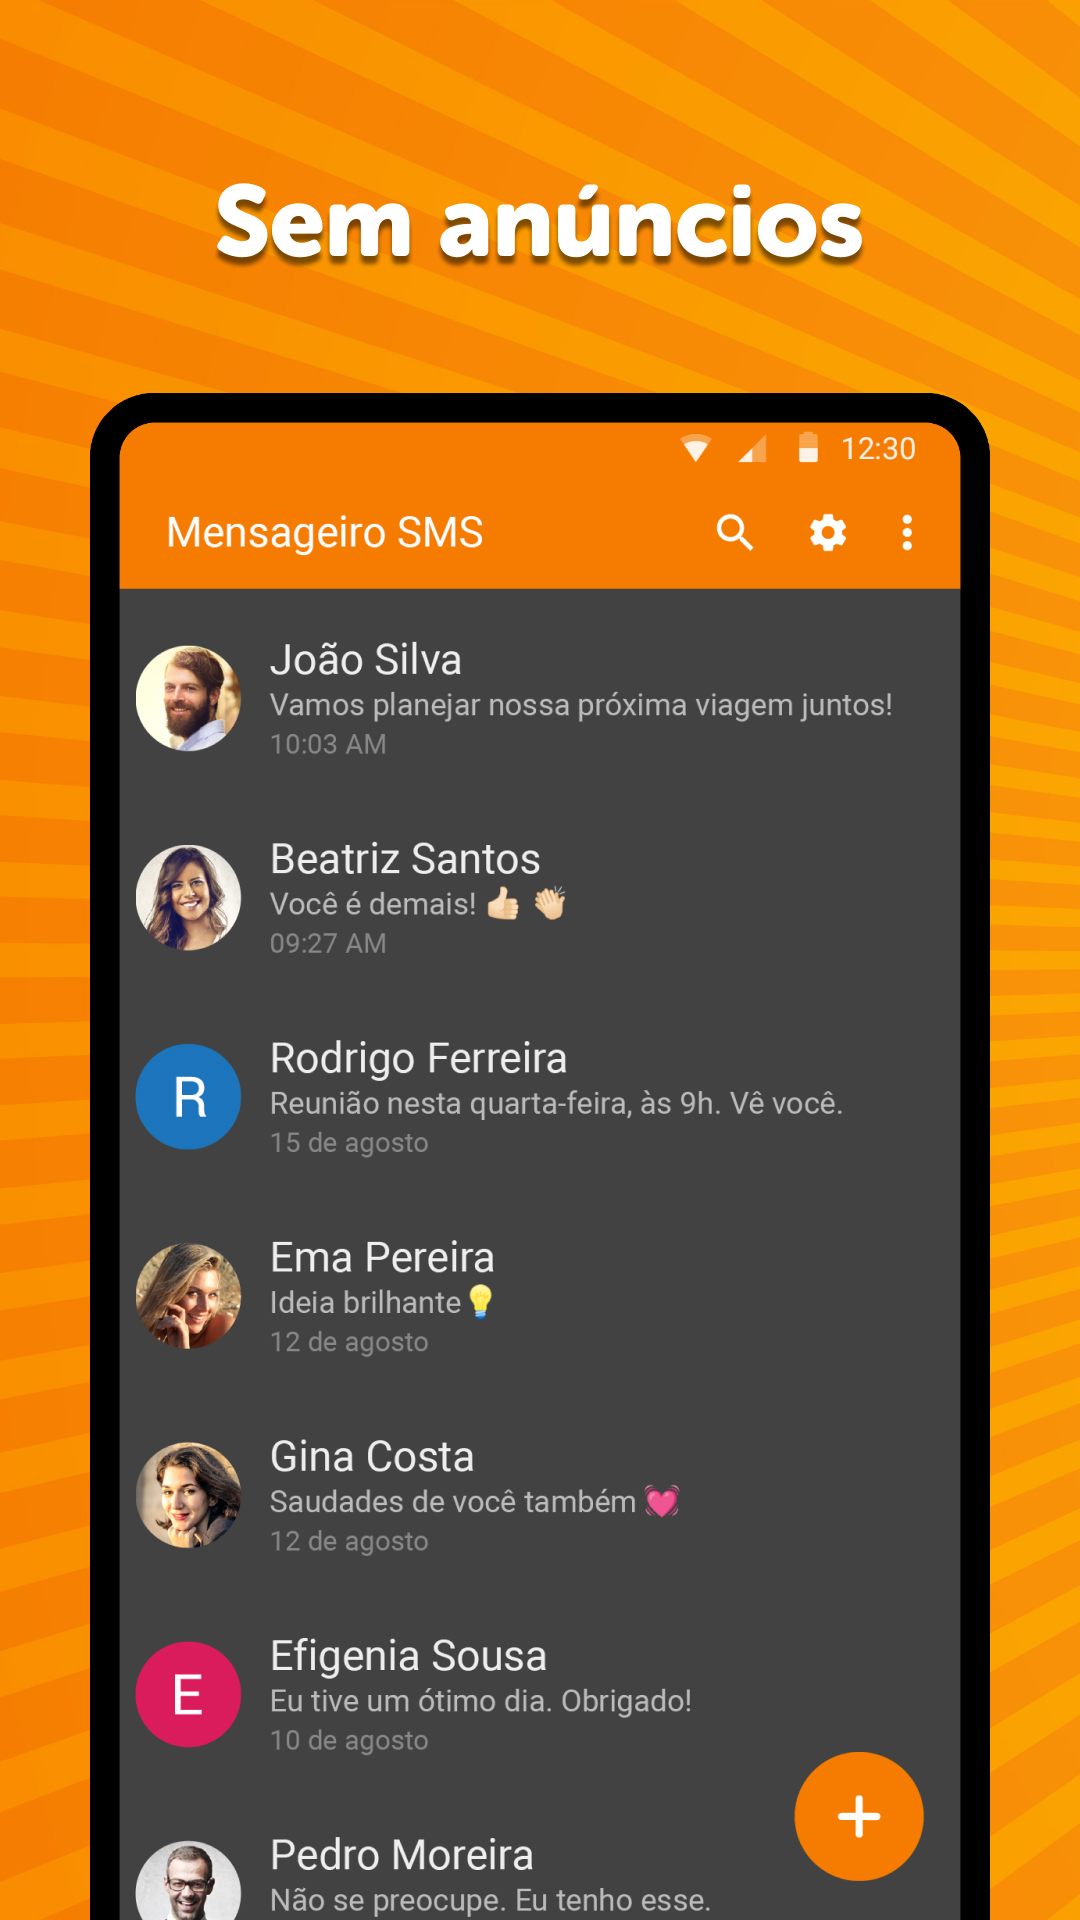 Sem anúncios
12:30
Mensageiro SMS
João Silva
Vamos planejar nossa próxima viagem juntos!
10:03 AM
Beatriz Santos
Você é demais! 👍🏼 👏🏼
09:27 AM
R
Rodrigo Ferreira
Reunião nesta quarta-feira, às 9h. Vê você.
15 de agosto
Ema Pereira
Ideia brilhante💡
12 de agosto
Gina Costa
Saudades de você também 💓
12 de agosto
E
Efigenia Sousa
Eu tive um ótimo dia. Obrigado!
10 de agosto
Pedro Moreira
Não se preocupe. Eu tenho esse.